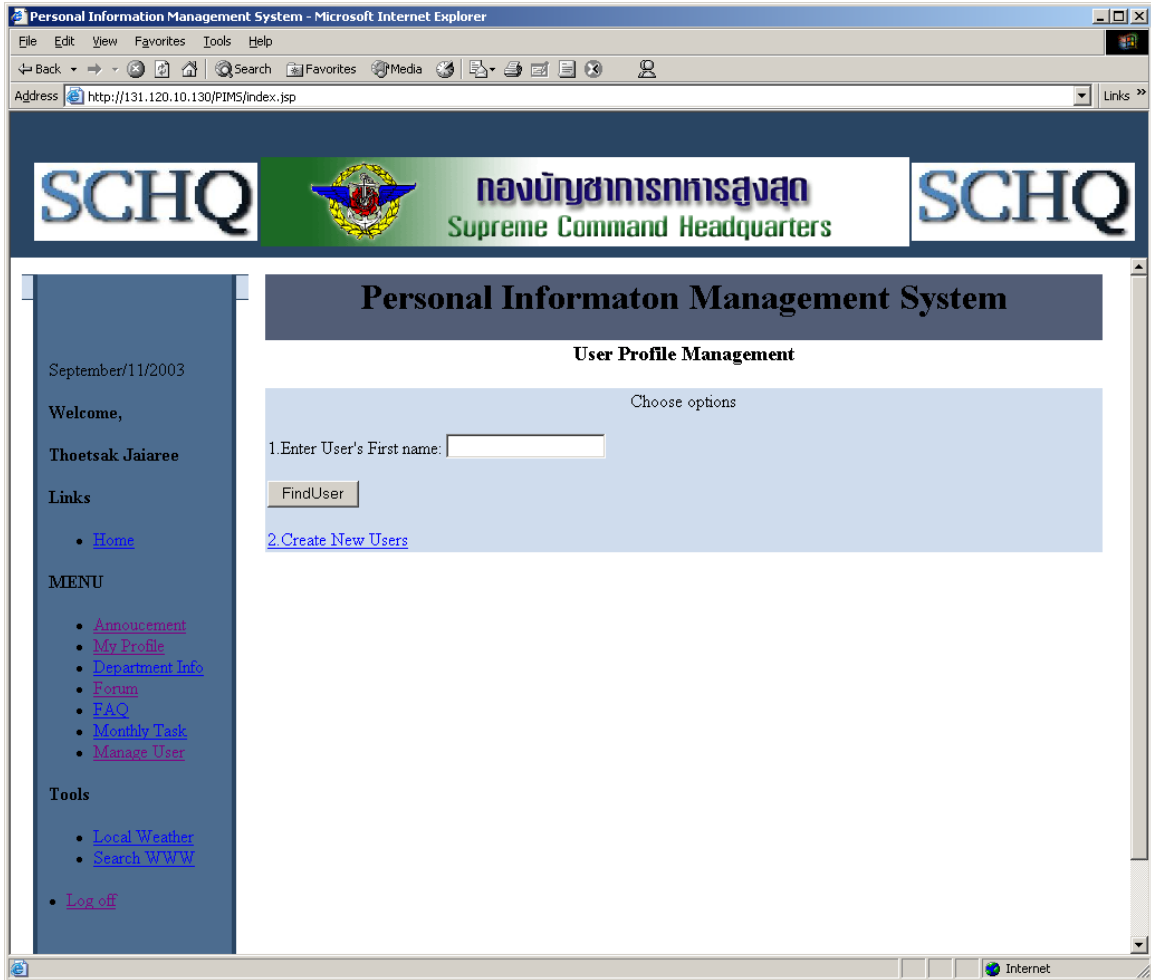 Personal Information Management System - Microsoft Internet Explorer
File Edit View Favorites Tools Help
Back Search Favorites Media
Address http://131.120.10.130/PIMS/index.jsp Links »
SCHQ กองบัญชาการทหารสูงสุด SCHQ
Supreme Command Headquarters
Personal Informaton Management System
User Profile Management
September/11/2003
Choose options
Welcome,
Thoetsak Jaiaree
1.Enter User's First name:
Links
FindUser
Home
2.Create New Users
MENU
Annoucement
My Profile
Department Info
Forum
FAQ
Monthly Task
Manage User
Tools
Local Weather
Search WWW
Log off
Internet